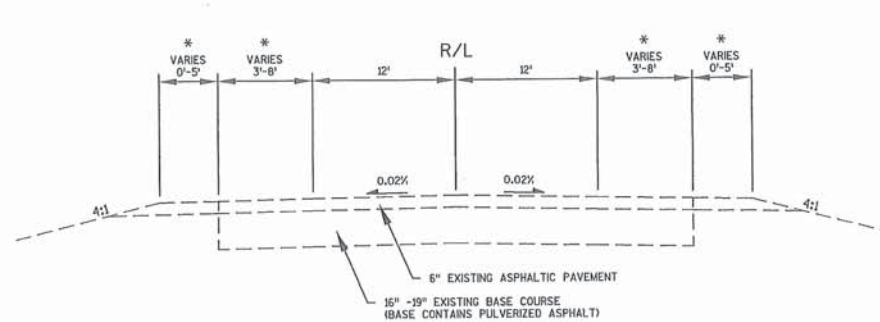 R/L
*
VARIES
0'-5'
*
VARIES
3'-8'
12'
12'
*
VARIES
3'-8'
*
VARIES
0'-5'
0.02%
0.02%
4:1
4:1
6" EXISTING ASPHALTIC PAVEMENT
16" -19" EXISTING BASE COURSE
(BASE CONTAINS PULVERIZED ASPHALT)